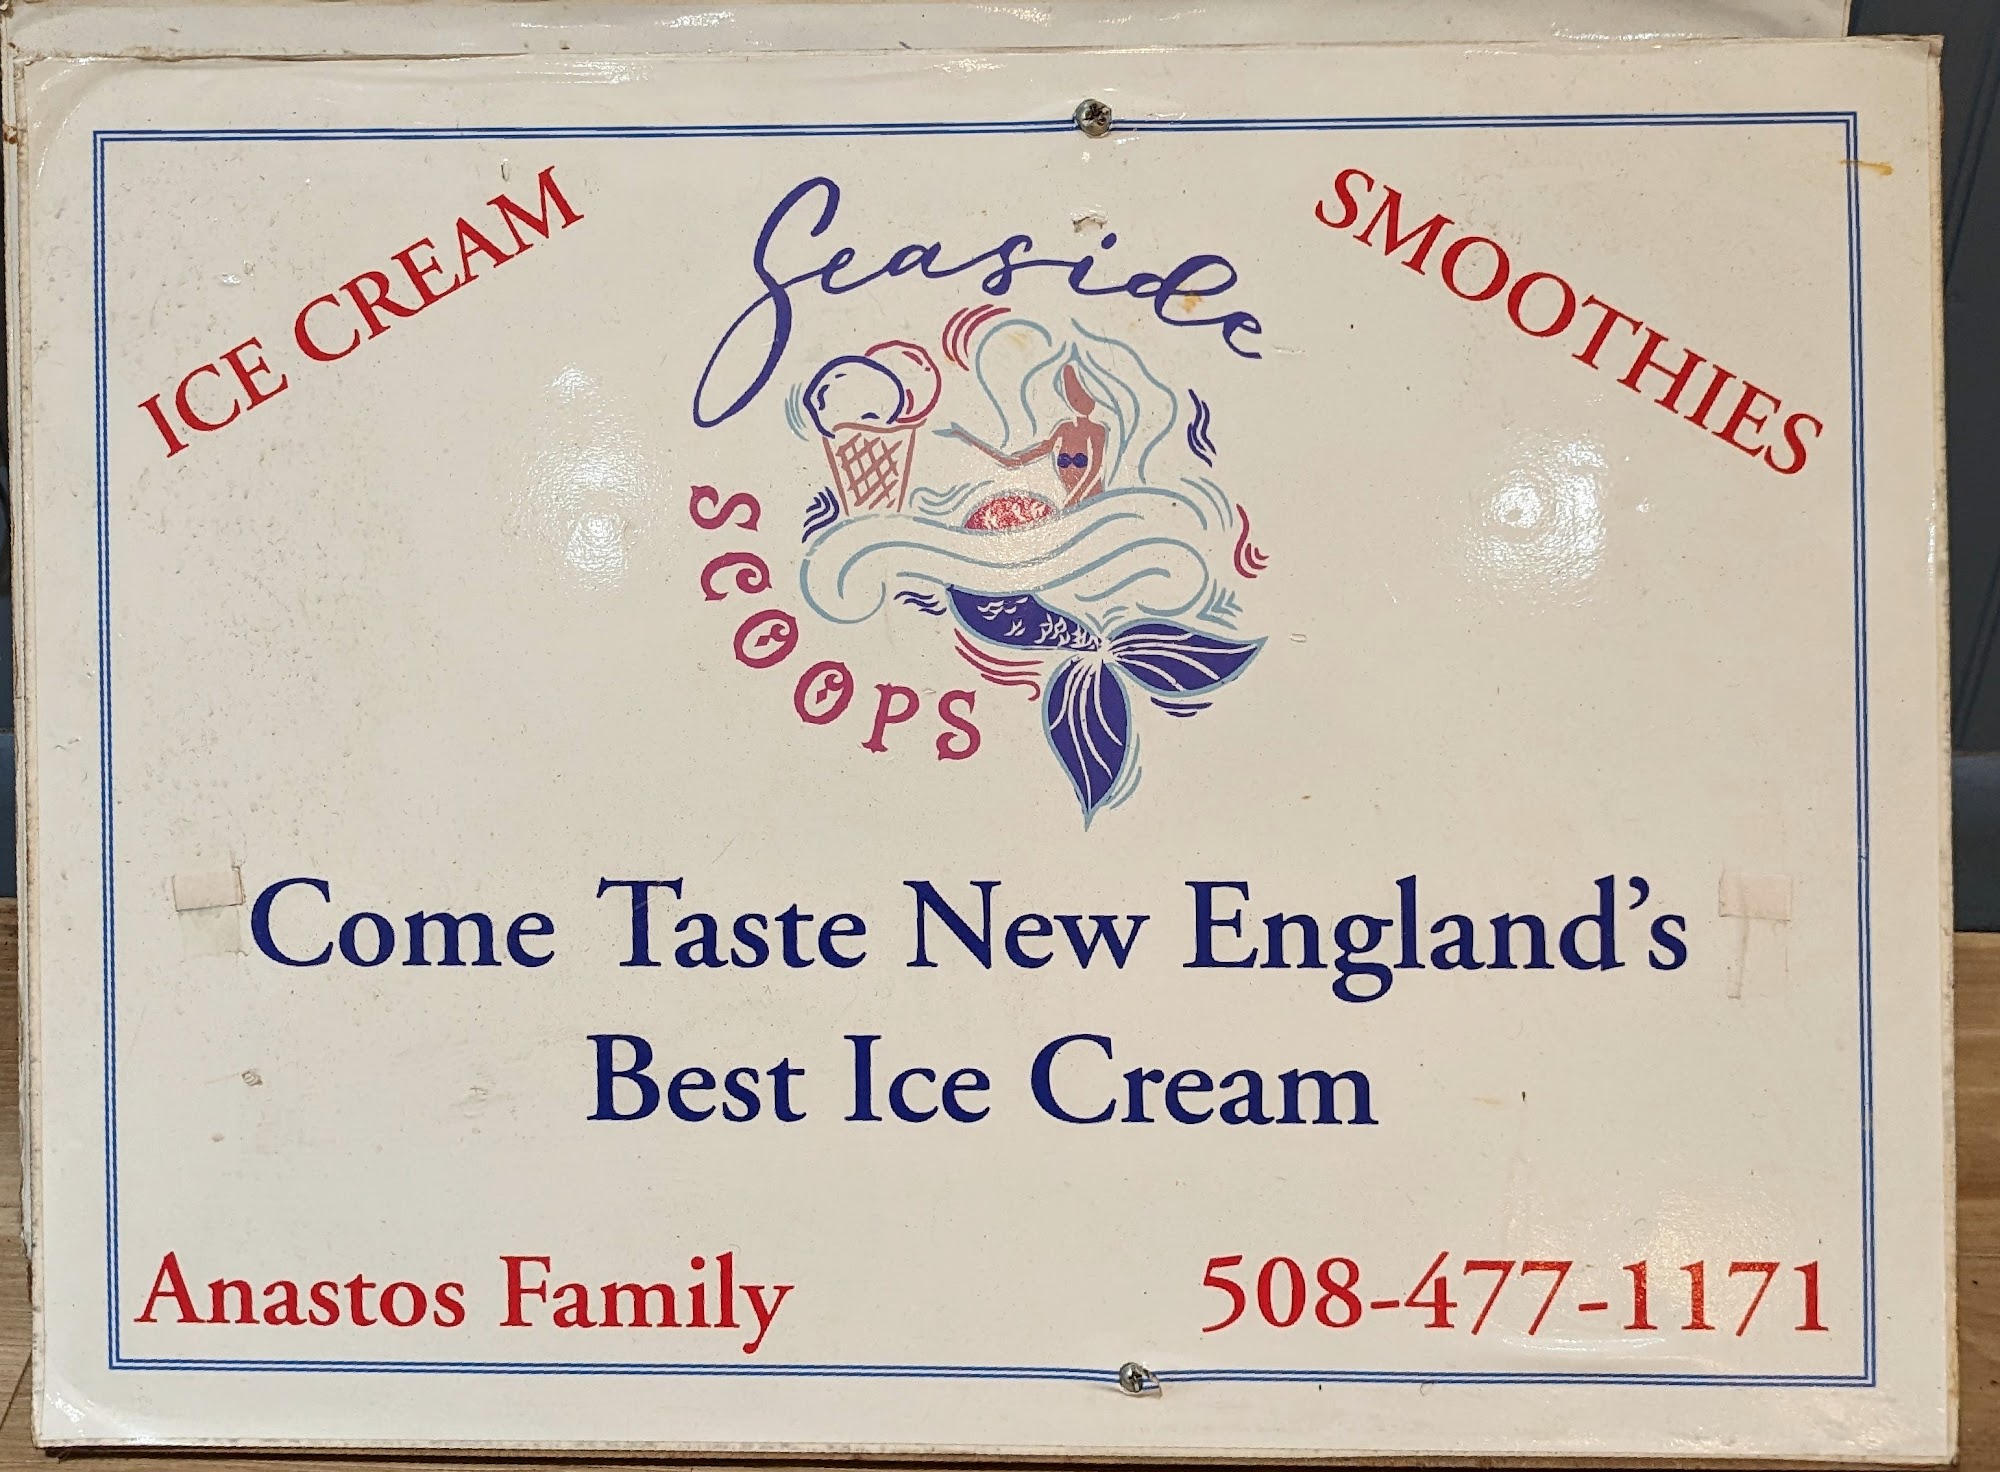 ICE CREAM
Seaside
SMOOTHIES
SCOOPS
Come Taste New England’s
Best Ice Cream
Anastos Family
508-477-1171